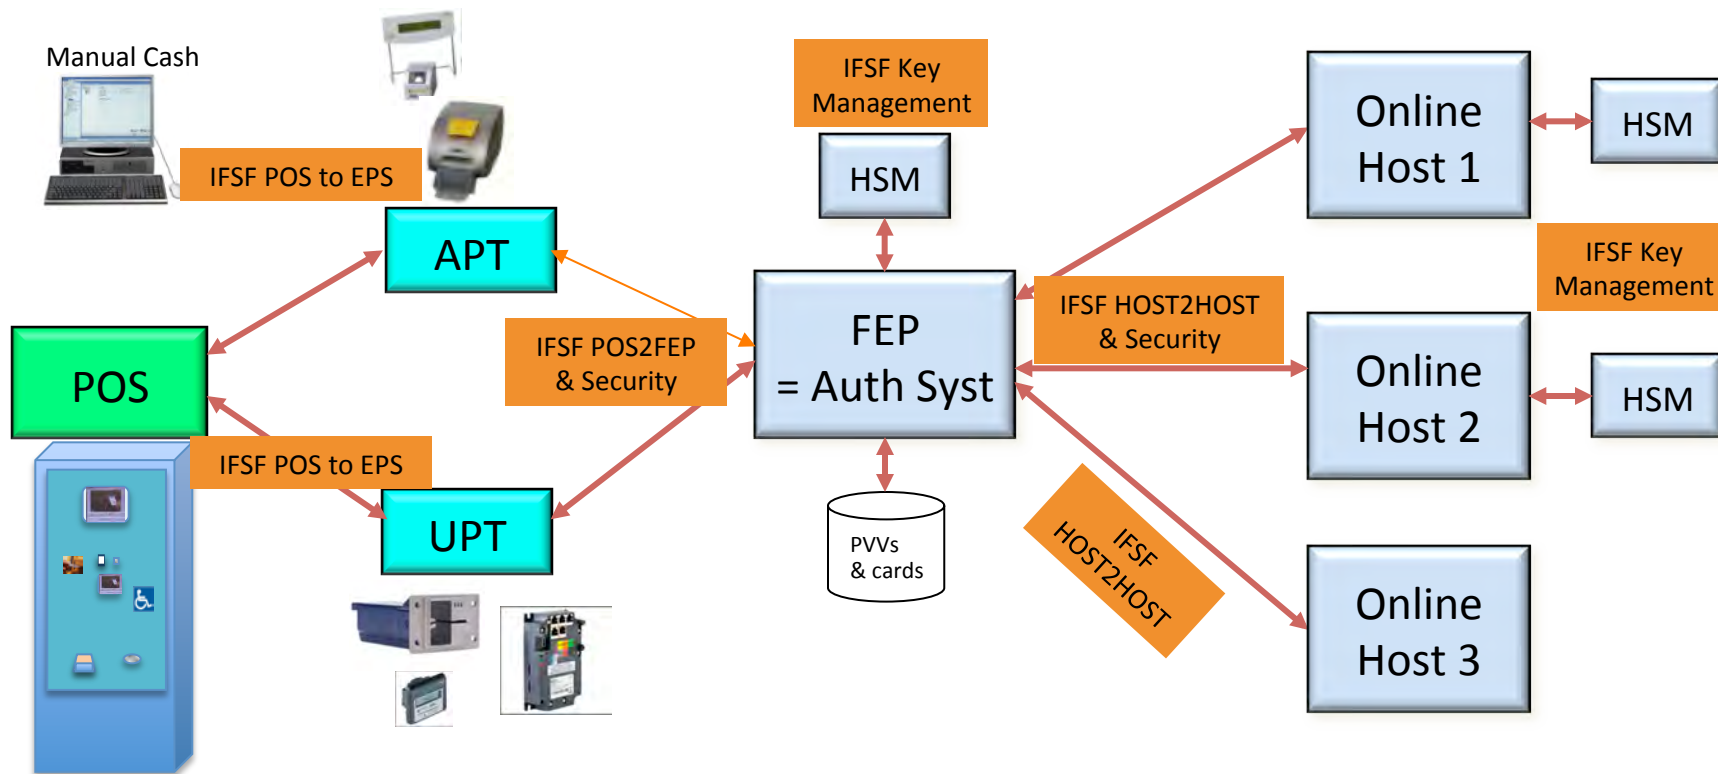 Manual Cash
IFSF POS to EPS
APT
POS
IFSF POS to EPS
UPT
IFSF POS2FEP
& Security
IFSF Key
Management
HSM
FEP
= Auth Syst
PVVs
& cards
IFSF HOST2HOST
& Security
IFSF
HOST2HOST
Online
Host 1
HSM
IFSF Key
Management
Online
Host 2
HSM
Online
Host 3